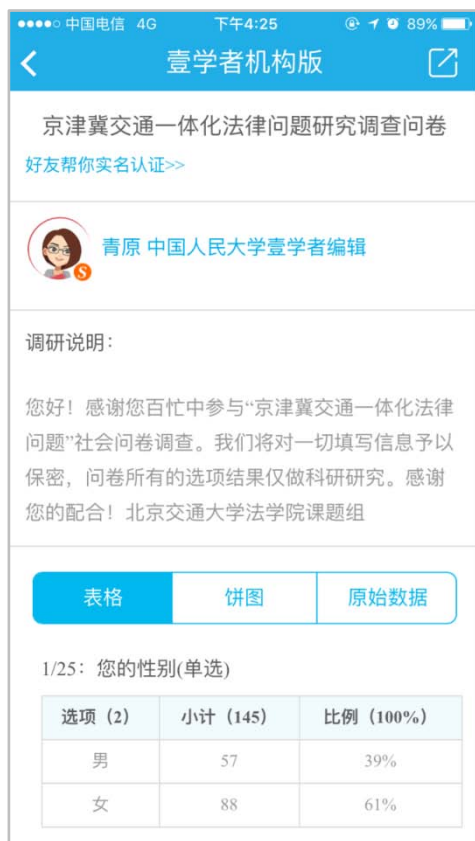 中国电信 4G 下午4:25 89%
壹学者机构版
京津冀交通一体化法律问题研究调查问卷
好友帮你实名认证>>
青原 中国人民大学壹学者编辑
S
调研说明：
您好！感谢您百忙中参与“京津冀交通一体化法律
问题”社会问卷调查。我们将对一切填写信息予以
保密，问卷所有的选项结果仅做科研研究。感谢
您的配合！北京交通大学法学院课题组
表格 饼图 原始数据
1/25：您的性别(单选)
选项（2） 小计（145） 比例（100%）
男 57 39%
女 88 61%